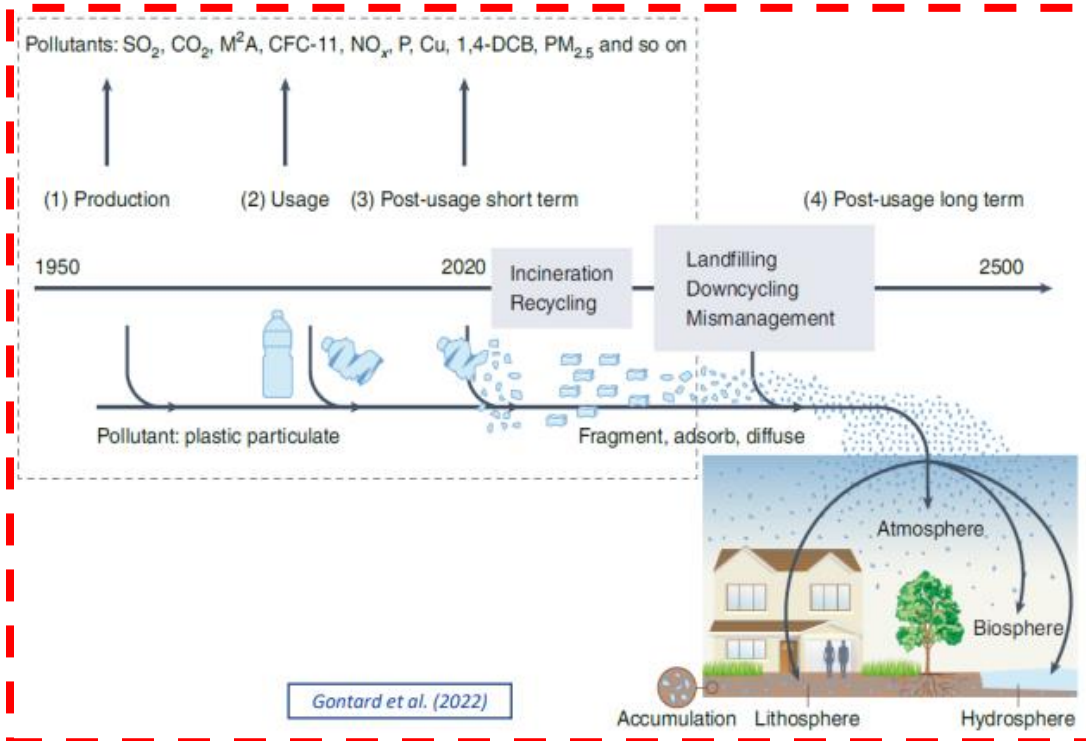 Pollutants: SO₂, CO₂, M²A, CFC-11, NOₓ, P, Cu, 1,4-DCB, PM₂.₅ and so on
(1) Production
(2) Usage
(3) Post-usage short term
(4) Post-usage long term
1950
2020
Incineration
Recycling
Landfilling
Downcycling
Mismanagement
2500
Pollutant: plastic particulate
Fragment, adsorb, diffuse
Atmosphere
Biosphere
Gontard et al. (2022)
Accumulation
Lithosphere
Hydrosphere